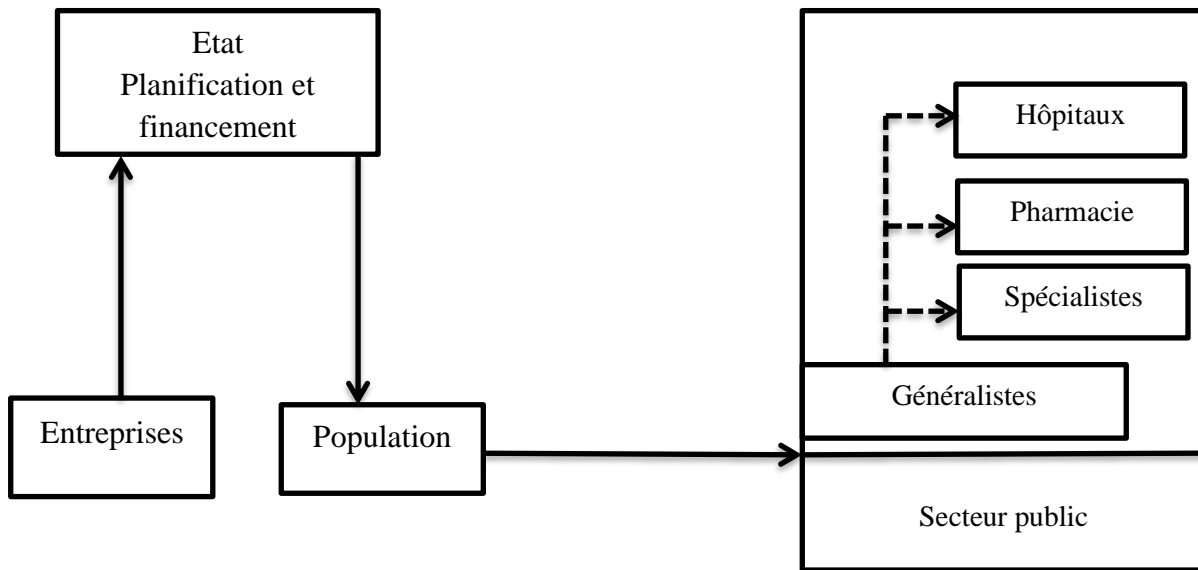 Etat
Planification et
financement
Hôpitaux
Pharmacie
Spécialistes
Généralistes
Entreprises
Population
Secteur public